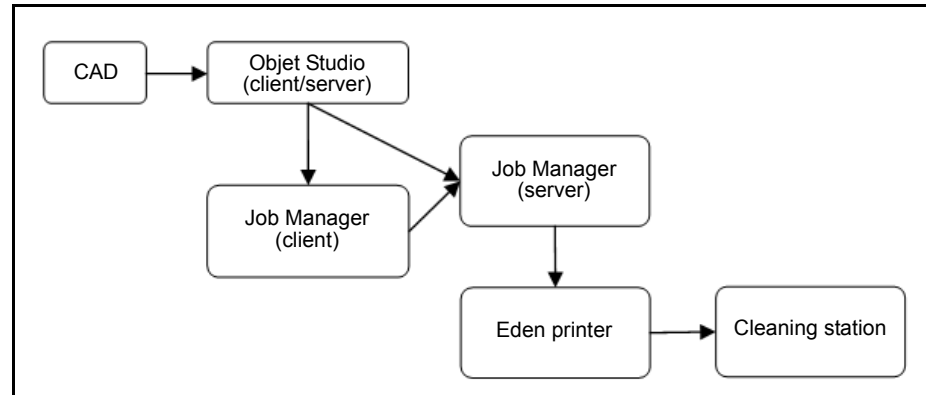 CAD
Objet Studio
(client/server)
Job Manager
(server)
Job Manager
(client)
Eden printer
Cleaning station